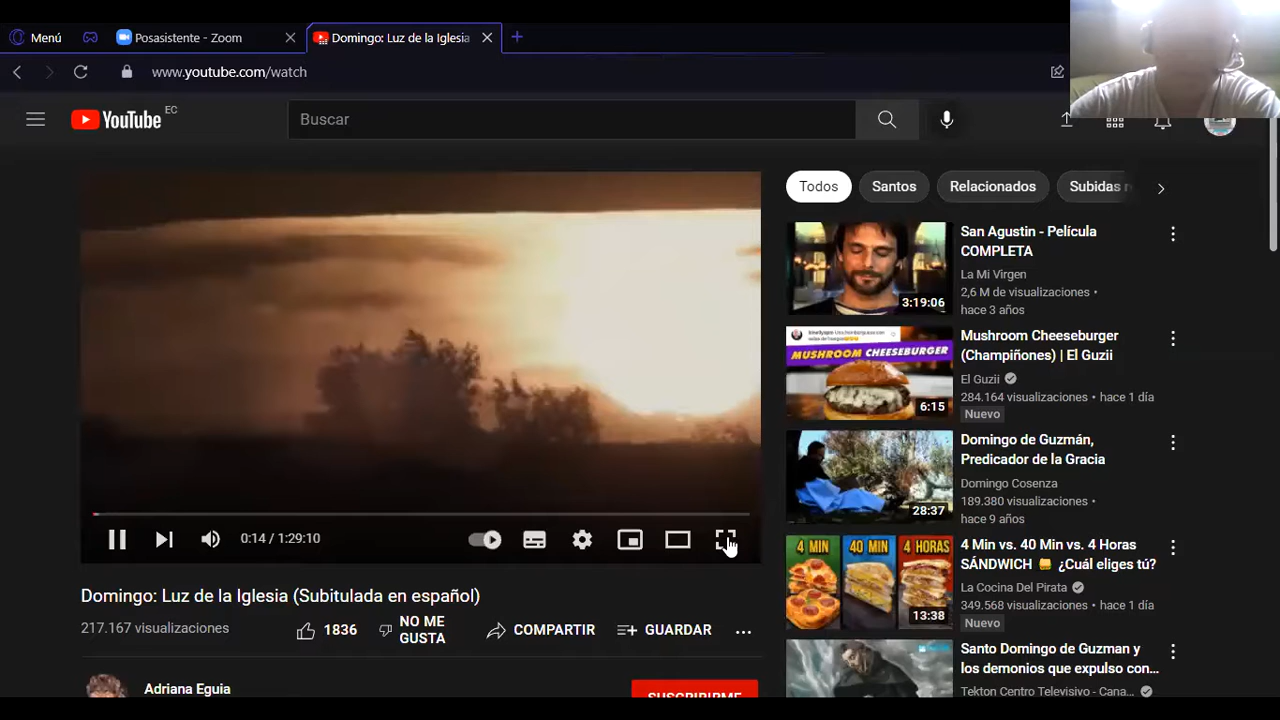 Menú
Posasistente - Zoom
Domingo: Luz de la Iglesia
www.youtube.com/watch
YouTube EC
Buscar
Todos
Santos
Relacionados
Subidas
San Agustin - Película
COMPLETA
La Mi Virgen
2,6 M de visualizaciones •
hace 3 años
3:19:06
MUSHROOM CHEESEBURGER
6:15
Mushroom Cheeseburger
(Champiñones) | El Guzii
El Guzii
284.164 visualizaciones • hace 1 día
Nuevo
28:37
Domingo de Guzmán,
Predicador de la Gracia
Domingo Cosenza
189.380 visualizaciones •
hace 9 años
4 MIN
40 MIN
4 HORAS
13:38
4 Min vs. 40 Min vs. 4 Horas
SÁNDWICH 🍞 ¿Cuál eliges tú?
La Cocina Del Pirata
349.568 visualizaciones • hace 1 día
Nuevo
Santo Domingo de Guzman y
los demonios que expulso con...
Tekton Centro Televisivo - Cana...
0:14 / 1:29:10
Domingo: Luz de la Iglesia (Subitulada en español)
217.167 visualizaciones
1836
NO ME
GUSTA
COMPARTIR
GUARDAR
Adriana Eguia
SUSCRIBIRME